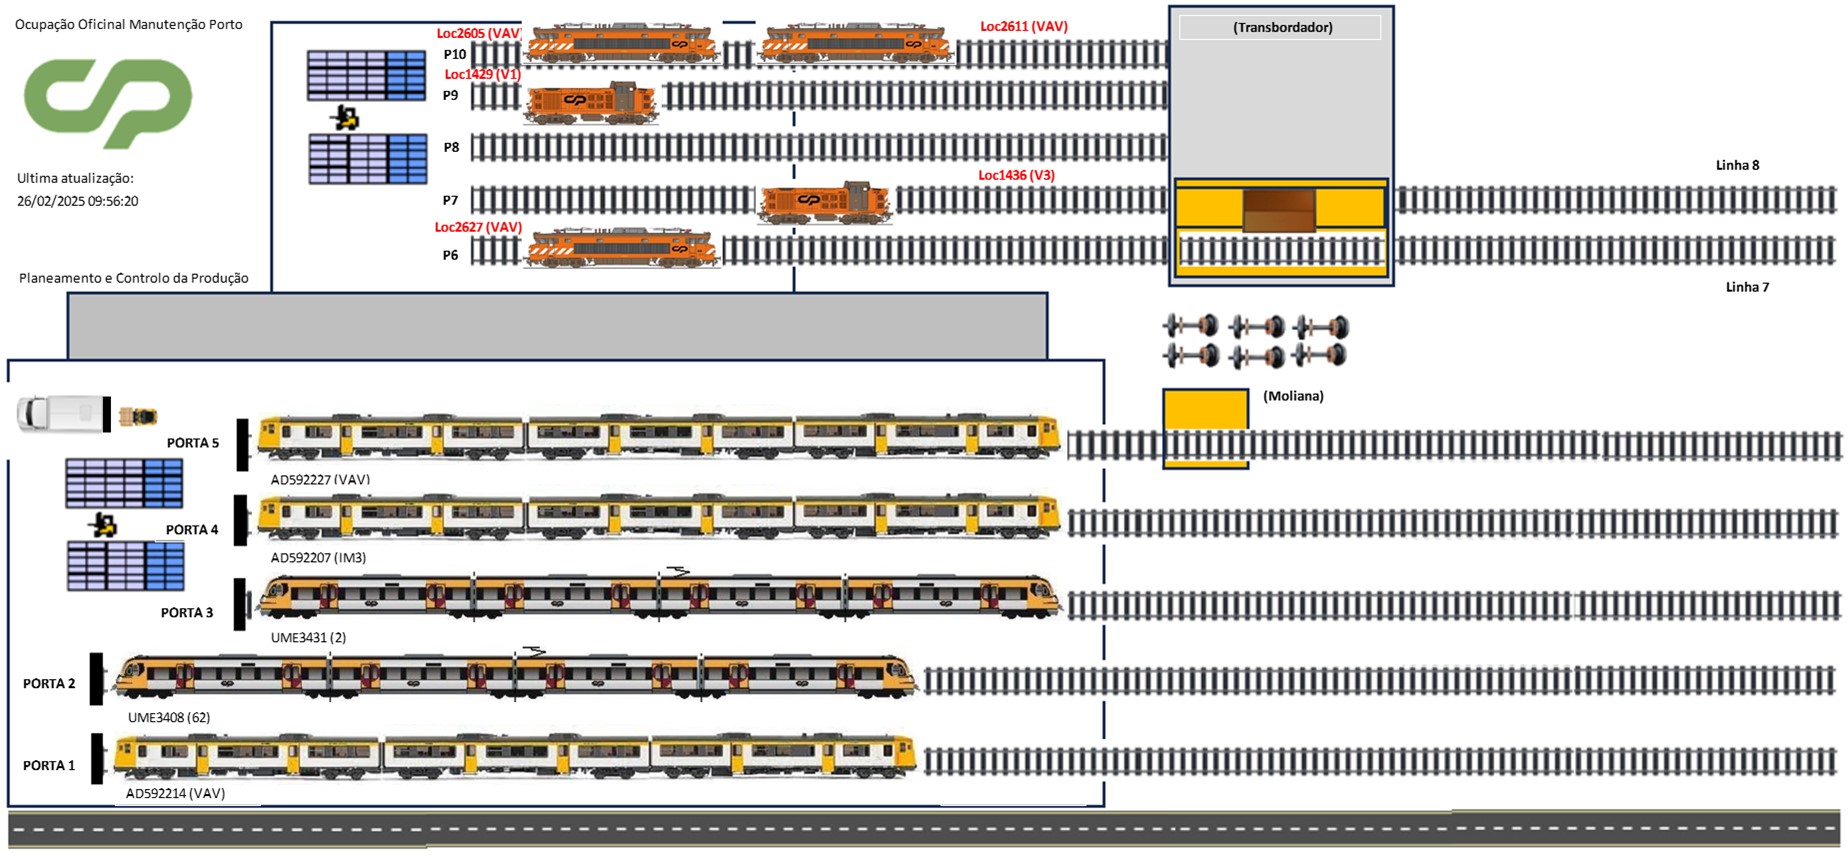 Ocupação Oficinal Manutenção Porto
Loc2605 (VAV)
Loc2611 (VAV)
(Transbordador)
P10
Loc1429 (V1)
P9
P8
Linha 8
Ultima atualização:
26/02/2025 09:56:20
Loc1436 (V3)
P7
Loc2627 (VAV)
P6
Planeamento e Controlo da Produção
Linha 7
(Moliana)
PORTA 5
AD592227 (VAV)
PORTA 4
AD592207 (IM3)
PORTA 3
UME3431 (2)
PORTA 2
UME3408 (62)
PORTA 1
AD592214 (VAV)